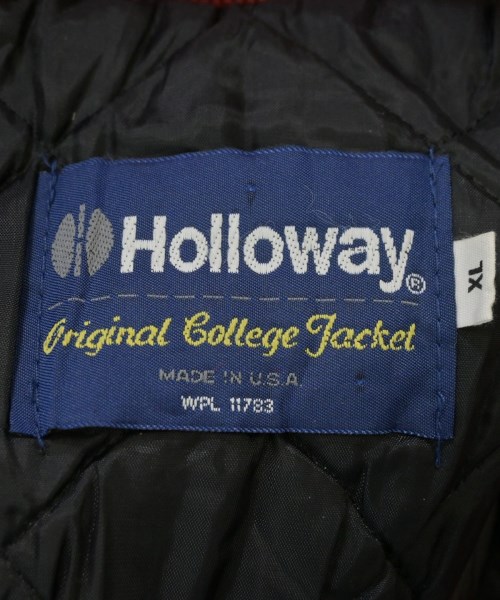 Holloway®
Original College Jacket
MADE IN U.S.A.
WPL 11783
XL